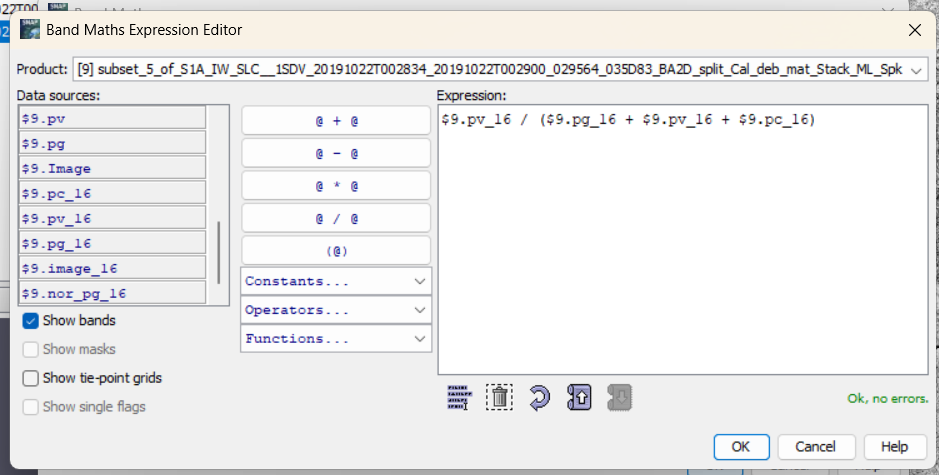 Band Maths Expression Editor
Product: [9] subset_5_of_S1A_IW_SLC__1SDV_20191022T002834_20191022T002900_029564_035D83_BA2D_split_Cal_deb_mat_Stack_ML_Spk
Data sources:
Expression:
$9.pv
$9.pg
$9.Image
$9.pc_16
$9.pv_16
$9.pg_16
$9.image_16
$9.nor_pg_16
@ + @
@ - @
@ * @
@ / @
(@)
Constants...
Operators...
Functions...
$9.pv_16 / ($9.pg_16 + $9.pv_16 + $9.pc_16)
Show bands
Show masks
Show tie-point grids
Show single flags
Ok, no errors.
OK
Cancel
Help